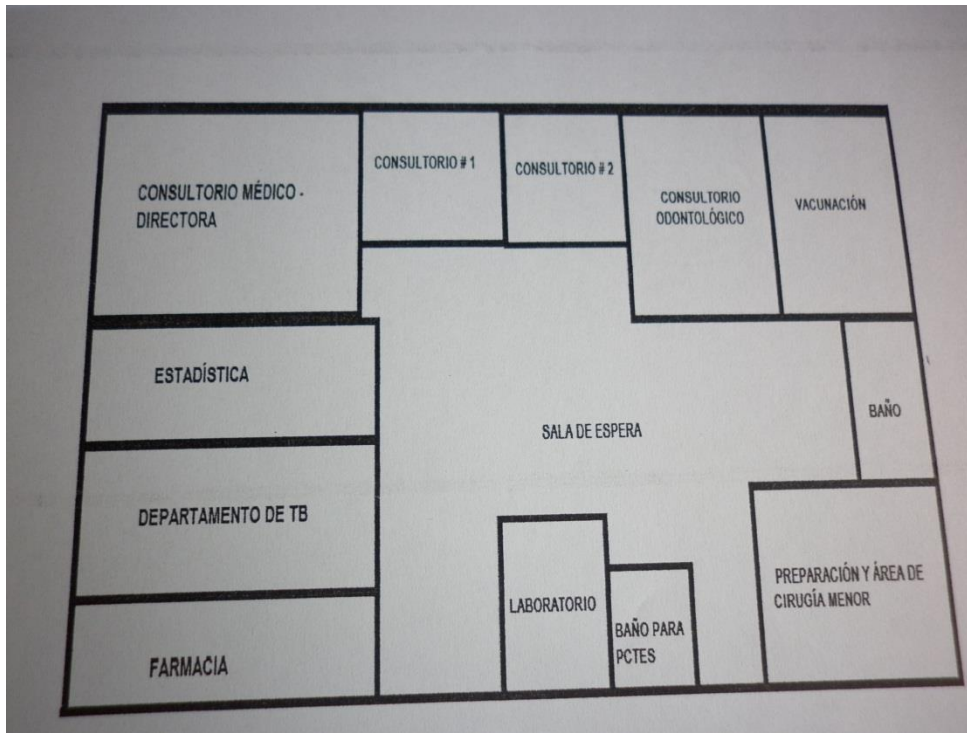 CONSULTORIO MÉDICO -
DIRECTORA
CONSULTORIO # 1
CONSULTORIO # 2
CONSULTORIO
ODONTOLÓGICO
VACUNACIÓN
ESTADÍSTICA
BAÑO
SALA DE ESPERA
DEPARTAMENTO DE TB
LABORATORIO
BAÑO PARA
PCTES
PREPARACIÓN Y ÁREA DE
CIRUGÍA MENOR
FARMACIA